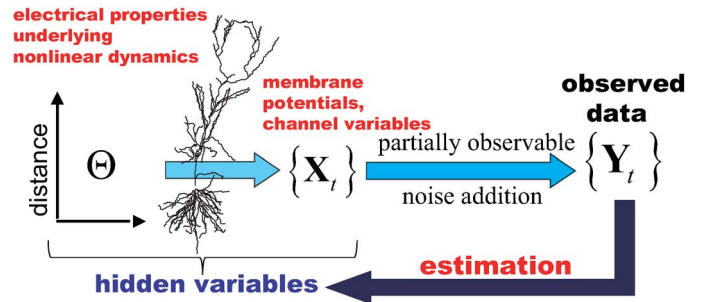 electrical properties
underlying
nonlinear dynamics
membrane
potentials,
channel variables
observed
data
distance
Θ
{X_t}
partially observable
noise addition
{Y_t}
hidden variables
estimation